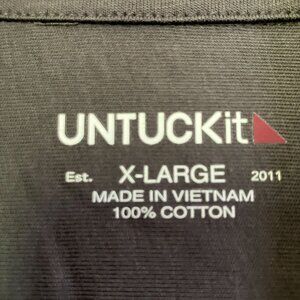 UNTUCKit
Est. X-LARGE 2011
MADE IN VIETNAM
100% COTTON